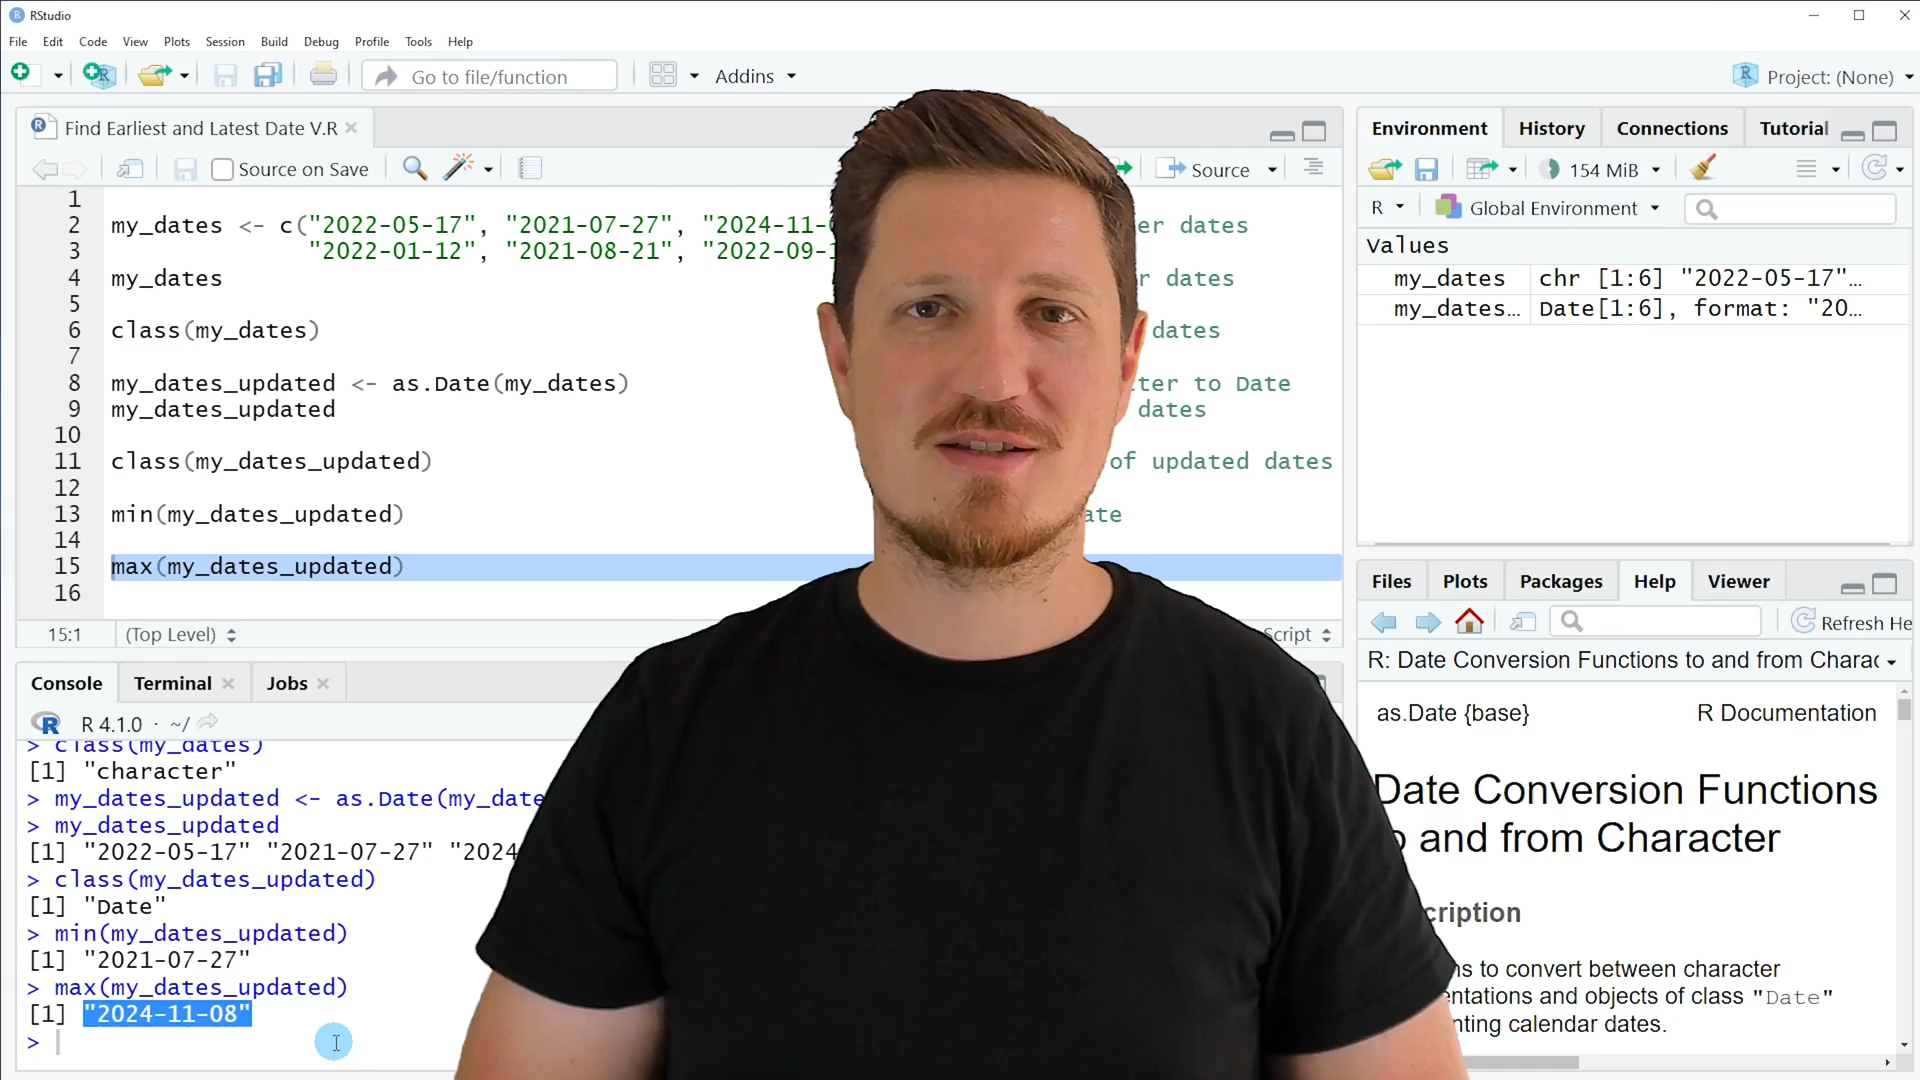 RStudio
File Edit Code View Plots Session Build Debug Profile Tools Help
Go to file/function Addins Project: (None)
Find Earliest and Latest Date V.R
Source on Save Source
1
2 my_dates <- c("2022-05-17", "2021-07-27", "2024-11- er dates
3 "2022-01-12", "2021-08-21", "2022-09-1
4 my_dates r dates
5
6 class(my_dates) dates
7
8 my_dates_updated <- as.Date(my_dates) ter to Date
9 my_dates_updated dates
10
11 class(my_dates_updated) of updated dates
12
13 min(my_dates_updated) ate
14
15 max(my_dates_updated)
16
15:1 (Top Level) Script
Console Terminal Jobs
R 4.1.0 · ~/
> class(my_dates)
[1] "character"
> my_dates_updated <- as.Date(my_date
> my_dates_updated
[1] "2022-05-17" "2021-07-27" "2024
> class(my_dates_updated)
[1] "Date"
> min(my_dates_updated)
[1] "2021-07-27"
> max(my_dates_updated)
[1] "2024-11-08"
>
Environment History Connections Tutorial
154 MiB
R Global Environment
Values
my_dates chr [1:6] "2022-05-17"…
my_dates… Date[1:6], format: "20…
Files Plots Packages Help Viewer
Refresh He
R: Date Conversion Functions to and from Charac
as.Date {base} R Documentation
Date Conversion Functions
o and from Character
cription
ns to convert between character
entations and objects of class "Date"
nting calendar dates.